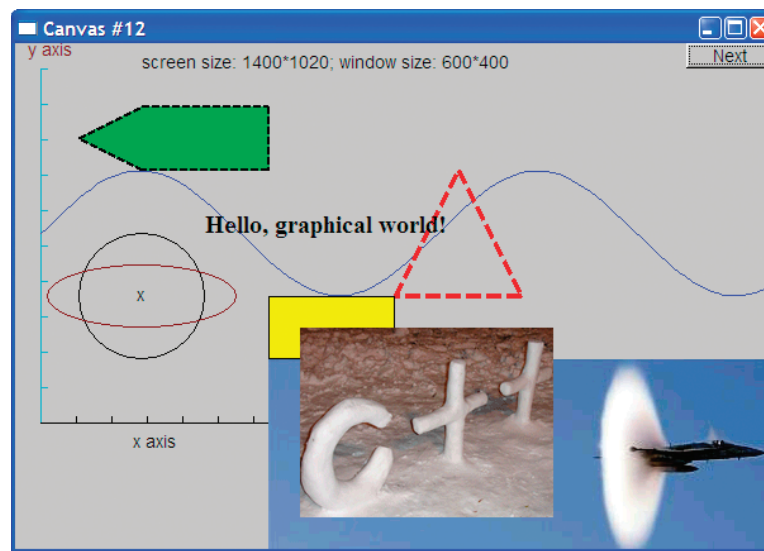 Canvas #12
y axis
screen size: 1400*1020; window size: 600*400
Next
Hello, graphical world!
x
x axis
C++